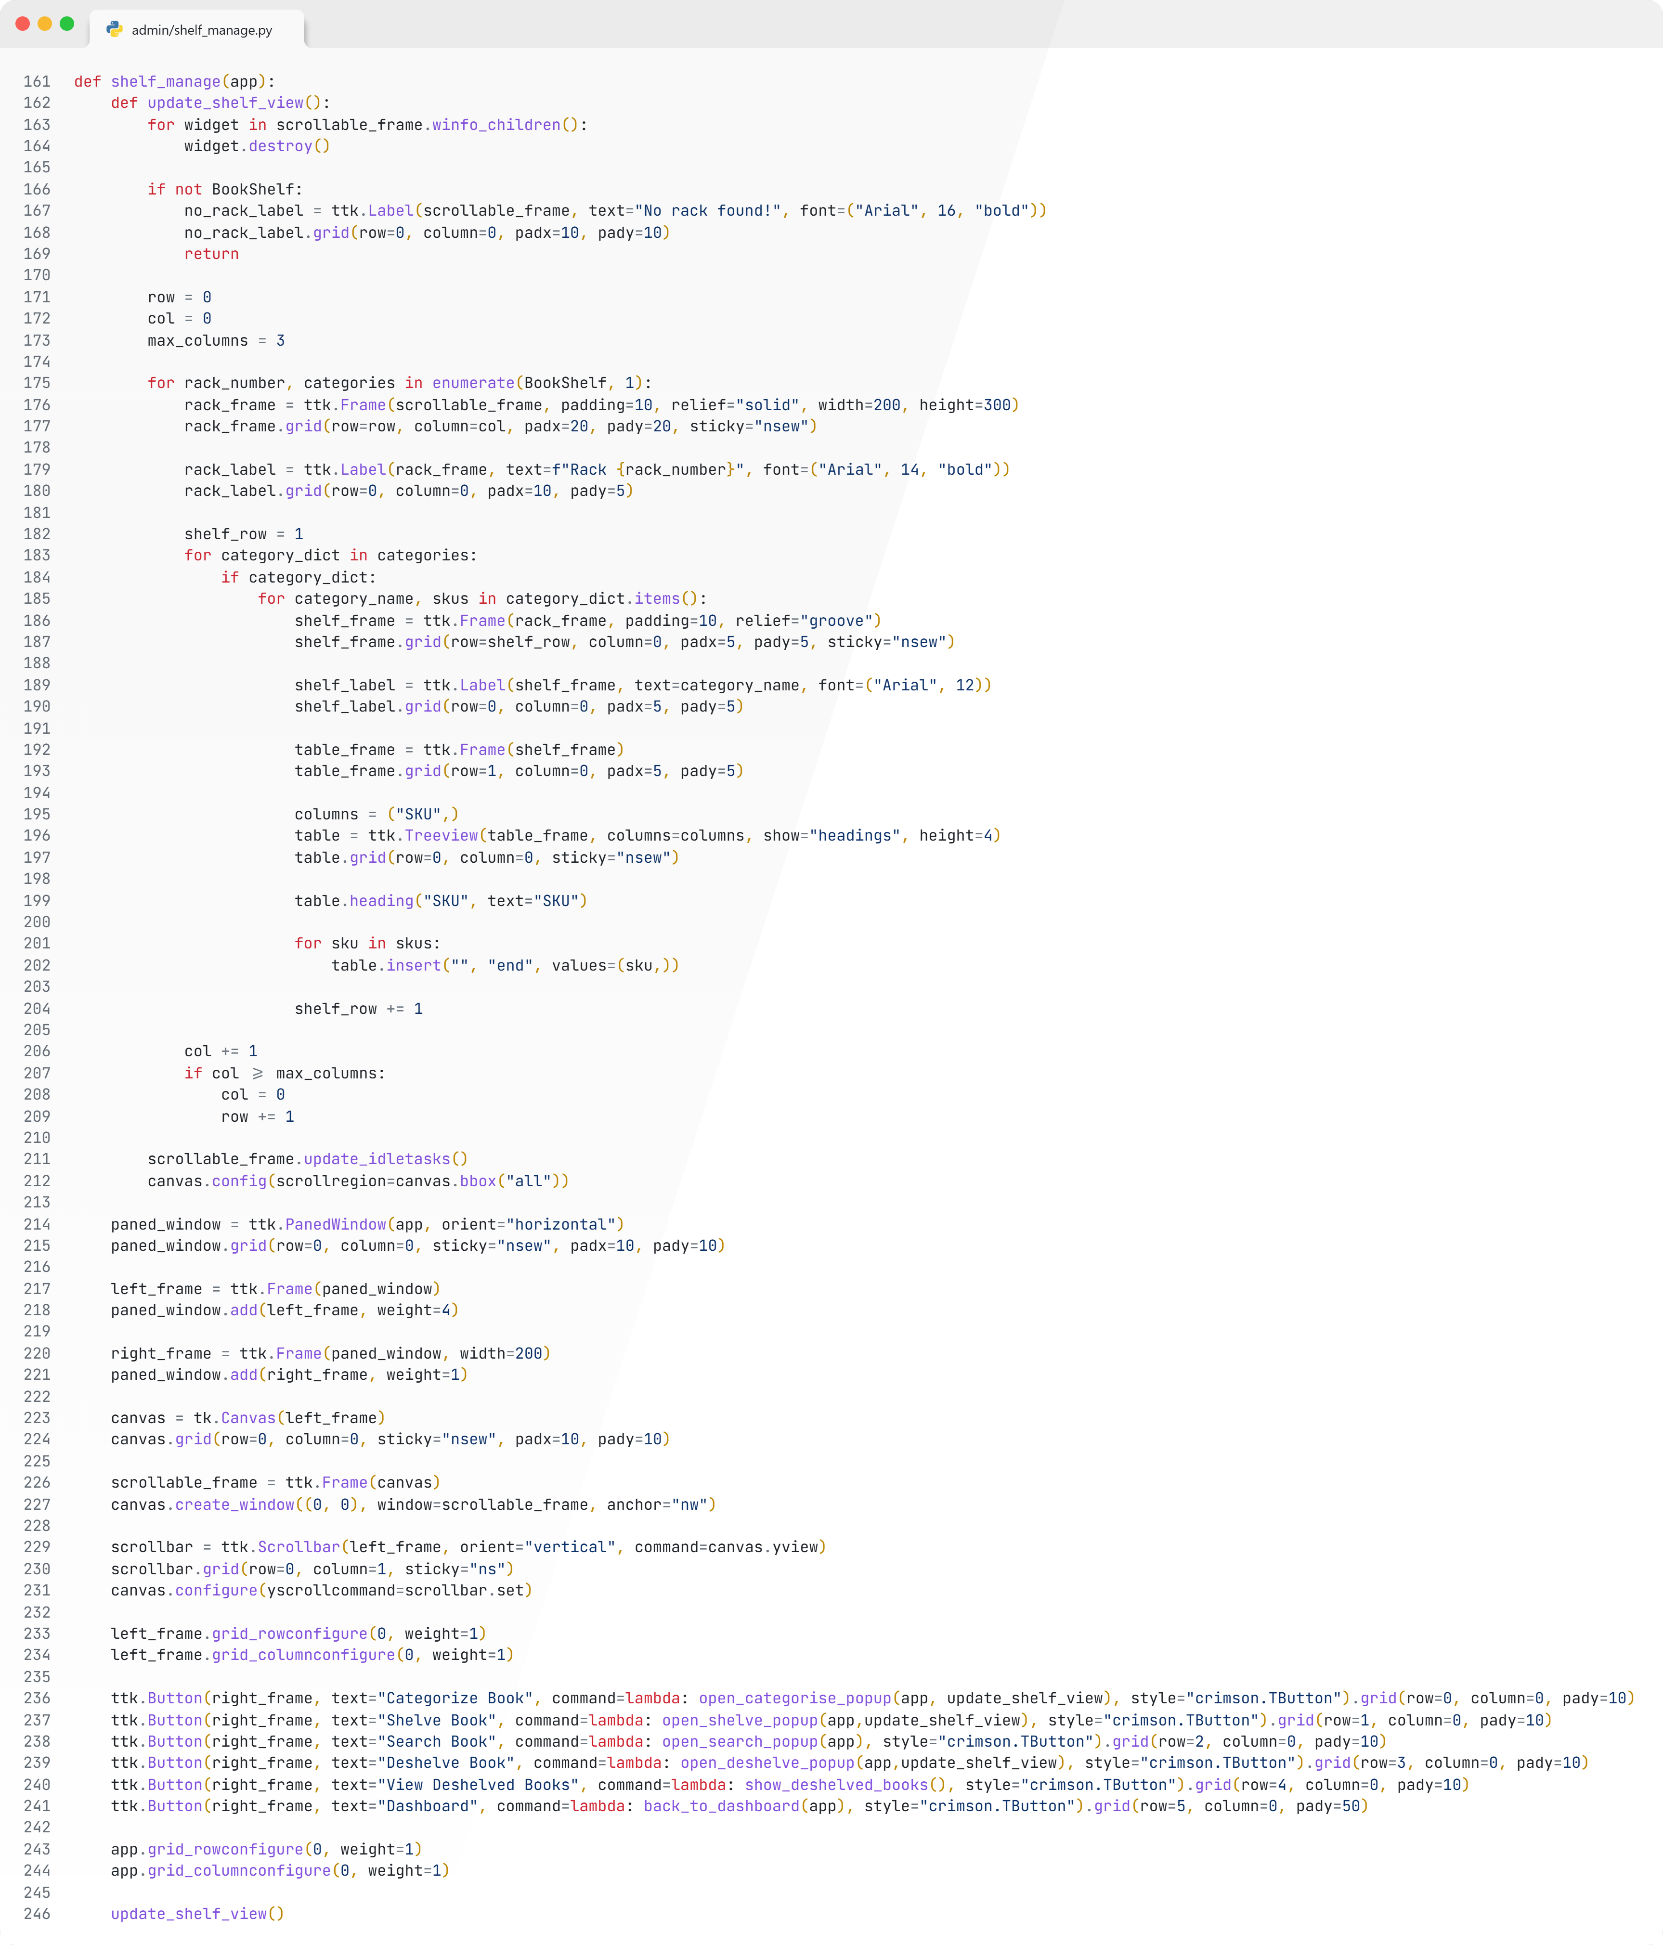 admin/shelf_manage.py
161 def shelf_manage(app):
162     def update_shelf_view():
163         for widget in scrollable_frame.winfo_children():
164             widget.destroy()
165
166         if not BookShelf:
167             no_rack_label = ttk.Label(scrollable_frame, text="No rack found!", font=("Arial", 16, "bold"))
168             no_rack_label.grid(row=0, column=0, padx=10, pady=10)
169             return
170
171         row = 0
172         col = 0
173         max_columns = 3
174
175         for rack_number, categories in enumerate(BookShelf, 1):
176             rack_frame = ttk.Frame(scrollable_frame, padding=10, relief="solid", width=200, height=300)
177             rack_frame.grid(row=row, column=col, padx=20, pady=20, sticky="nsew")
178
179             rack_label = ttk.Label(rack_frame, text=f"Rack {rack_number}", font=("Arial", 14, "bold"))
180             rack_label.grid(row=0, column=0, padx=10, pady=5)
181
182             shelf_row = 1
183             for category_dict in categories:
184                 if category_dict:
185                     for category_name, skus in category_dict.items():
186                         shelf_frame = ttk.Frame(rack_frame, padding=10, relief="groove")
187                         shelf_frame.grid(row=shelf_row, column=0, padx=5, pady=5, sticky="nsew")
188
189                         shelf_label = ttk.Label(shelf_frame, text=category_name, font=("Arial", 12))
190                         shelf_label.grid(row=0, column=0, padx=5, pady=5)
191
192                         table_frame = ttk.Frame(shelf_frame)
193                         table_frame.grid(row=1, column=0, padx=5, pady=5)
194
195                         columns = ("SKU",)
196                         table = ttk.Treeview(table_frame, columns=columns, show="headings", height=4)
197                         table.grid(row=0, column=0, sticky="nsew")
198
199                         table.heading("SKU", text="SKU")
200
201                         for sku in skus:
202                             table.insert("", "end", values=(sku,))
203
204                         shelf_row += 1
205
206             col += 1
207             if col ⩾ max_columns:
208                 col = 0
209                 row += 1
210
211         scrollable_frame.update_idletasks()
212         canvas.config(scrollregion=canvas.bbox("all"))
213
214     paned_window = ttk.PanedWindow(app, orient="horizontal")
215     paned_window.grid(row=0, column=0, sticky="nsew", padx=10, pady=10)
216
217     left_frame = ttk.Frame(paned_window)
218     paned_window.add(left_frame, weight=4)
219
220     right_frame = ttk.Frame(paned_window, width=200)
221     paned_window.add(right_frame, weight=1)
222
223     canvas = tk.Canvas(left_frame)
224     canvas.grid(row=0, column=0, sticky="nsew", padx=10, pady=10)
225
226     scrollable_frame = ttk.Frame(canvas)
227     canvas.create_window((0, 0), window=scrollable_frame, anchor="nw")
228
229     scrollbar = ttk.Scrollbar(left_frame, orient="vertical", command=canvas.yview)
230     scrollbar.grid(row=0, column=1, sticky="ns")
231     canvas.configure(yscrollcommand=scrollbar.set)
232
233     left_frame.grid_rowconfigure(0, weight=1)
234     left_frame.grid_columnconfigure(0, weight=1)
235
236     ttk.Button(right_frame, text="Categorize Book", command=lambda: open_categorise_popup(app, update_shelf_view), style="crimson.TButton").grid(row=0, column=0, pady=10)
237     ttk.Button(right_frame, text="Shelve Book", command=lambda: open_shelve_popup(app,update_shelf_view), style="crimson.TButton").grid(row=1, column=0, pady=10)
238     ttk.Button(right_frame, text="Search Book", command=lambda: open_search_popup(app), style="crimson.TButton").grid(row=2, column=0, pady=10)
239     ttk.Button(right_frame, text="Deshelve Book", command=lambda: open_deshelve_popup(app,update_shelf_view), style="crimson.TButton").grid(row=3, column=0, pady=10)
240     ttk.Button(right_frame, text="View Deshelved Books", command=lambda: show_deshelved_books(), style="crimson.TButton").grid(row=4, column=0, pady=10)
241     ttk.Button(right_frame, text="Dashboard", command=lambda: back_to_dashboard(app), style="crimson.TButton").grid(row=5, column=0, pady=50)
242
243     app.grid_rowconfigure(0, weight=1)
244     app.grid_columnconfigure(0, weight=1)
245
246     update_shelf_view()